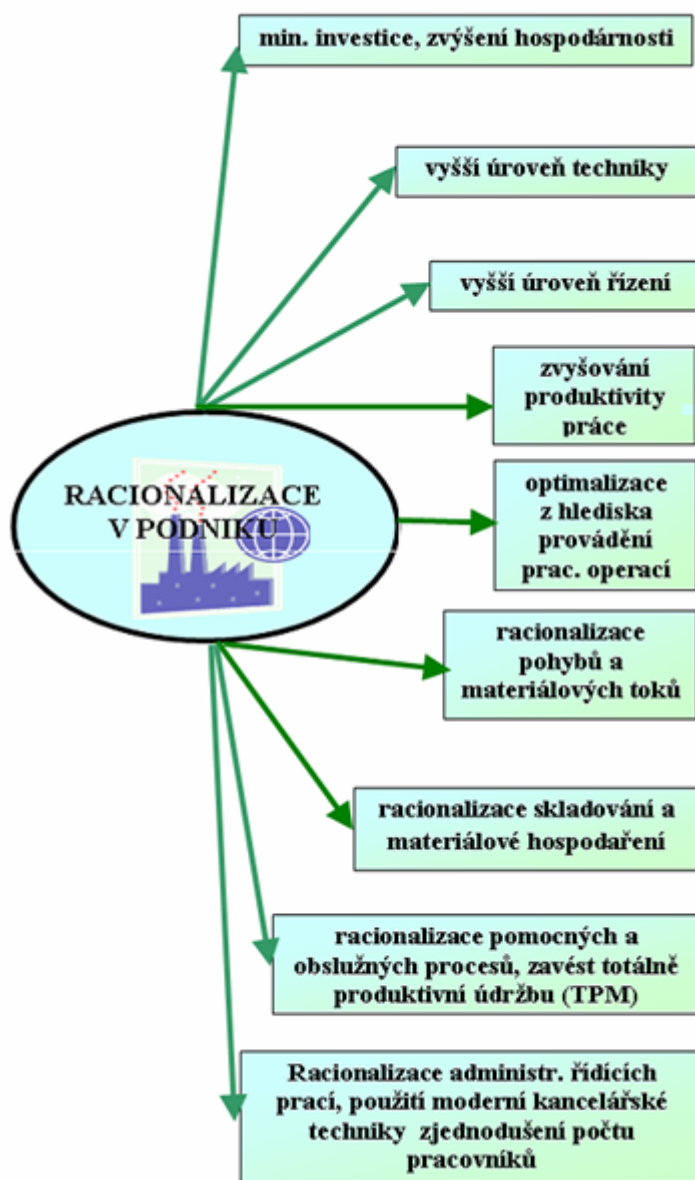 min. investice, zvýšení hospodárnosti
vyšší úroveň techniky
vyšší úroveň řízení
zvyšování
produktivity
práce
RACIONALIZACE
V PODNIKU
optimalizace
z hlediska
provádění
prac. operací
racionalizace
pohybů a
materiálových toků
racionalizace skladování a
materiálové hospodaření
racionalizace pomocných a
obslužných procesů, zavést totálně
produktivní údržbu (TPM)
Racionalizace administr. řídících
prací, použití moderní kancelářské
techniky zjednodušení počtu
pracovníků